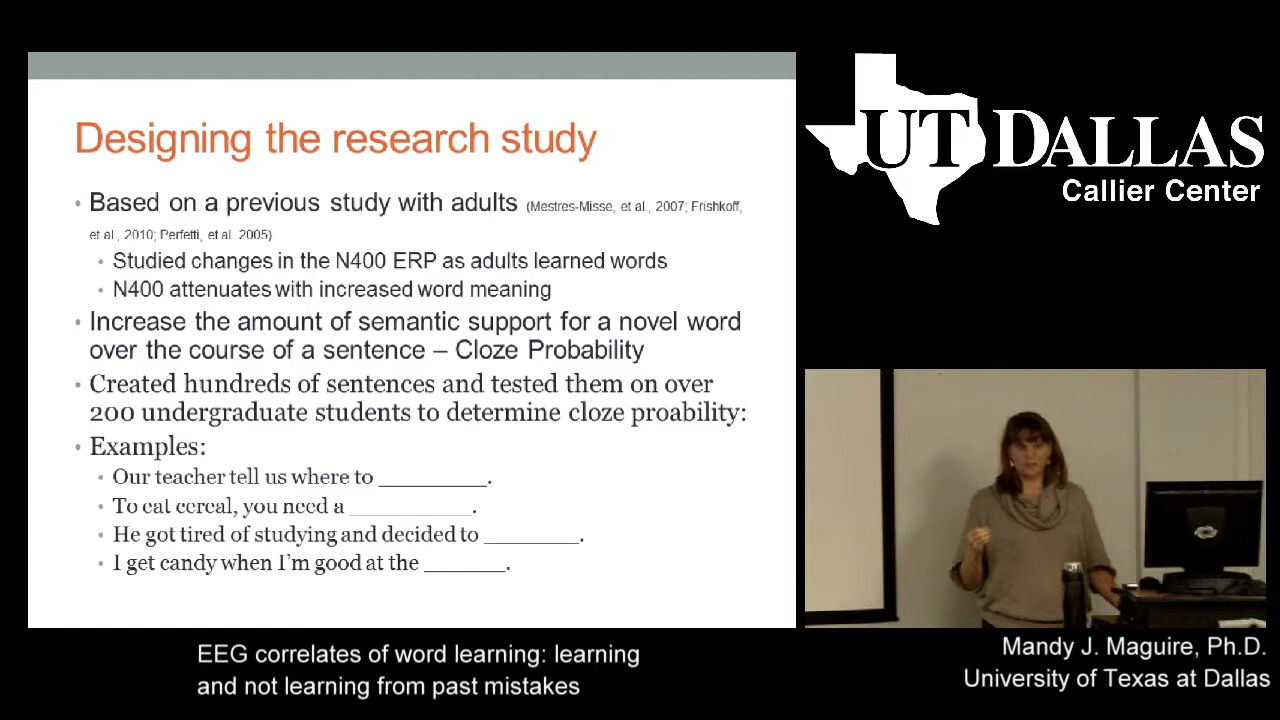 Designing the research study
• Based on a previous study with adults (Mestres-Misse, et al., 2007; Frishkoff,
et al., 2010; Perfetti, et al. 2005)
• Studied changes in the N400 ERP as adults learned words
• N400 attenuates with increased word meaning
• Increase the amount of semantic support for a novel word
over the course of a sentence – Cloze Probability
• Created hundreds of sentences and tested them on over
200 undergraduate students to determine cloze proability:
• Examples:
• Our teacher tell us where to _________.
• To eat cereal, you need a __________.
• He got tired of studying and decided to ________.
• I get candy when I'm good at the _______.
UT DALLAS
Callier Center
EEG correlates of word learning: learning
and not learning from past mistakes
Mandy J. Maguire, Ph.D.
University of Texas at Dallas